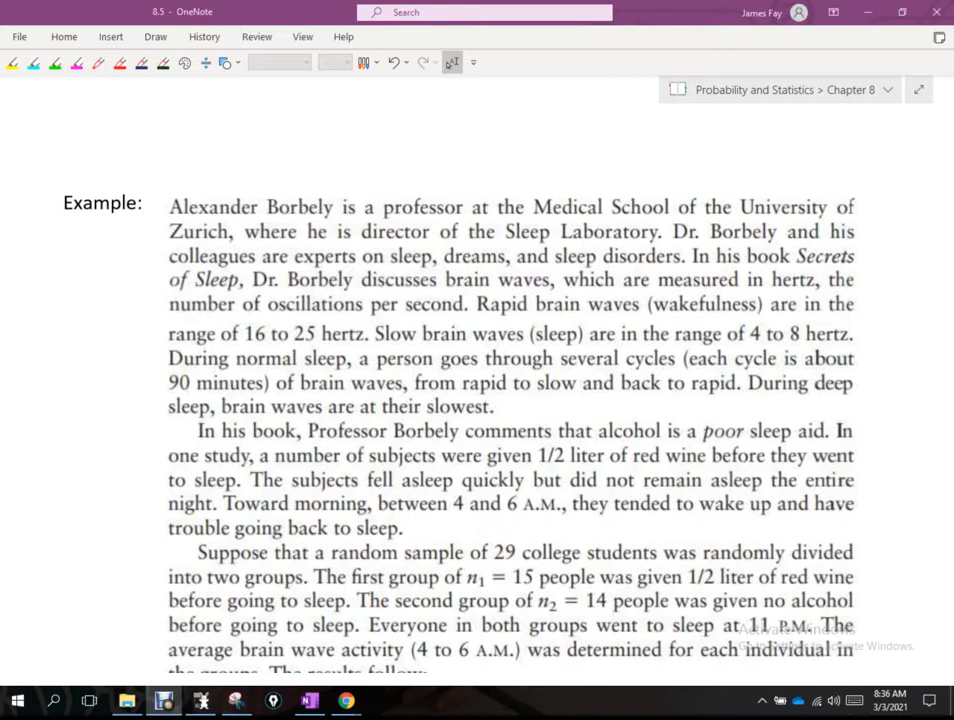 8.5 - OneNote
Search
James Fay
File Home Insert Draw History Review View Help
Probability and Statistics > Chapter 8
Example:
Alexander Borbely is a professor at the Medical School of the University of
Zurich, where he is director of the Sleep Laboratory. Dr. Borbely and his
colleagues are experts on sleep, dreams, and sleep disorders. In his book Secrets
of Sleep, Dr. Borbely discusses brain waves, which are measured in hertz, the
number of oscillations per second. Rapid brain waves (wakefulness) are in the
range of 16 to 25 hertz. Slow brain waves (sleep) are in the range of 4 to 8 hertz.
During normal sleep, a person goes through several cycles (each cycle is about
90 minutes) of brain waves, from rapid to slow and back to rapid. During deep
sleep, brain waves are at their slowest.
In his book, Professor Borbely comments that alcohol is a poor sleep aid. In
one study, a number of subjects were given 1/2 liter of red wine before they went
to sleep. The subjects fell asleep quickly but did not remain asleep the entire
night. Toward morning, between 4 and 6 A.M., they tended to wake up and have
trouble going back to sleep.
Suppose that a random sample of 29 college students was randomly divided
into two groups. The first group of n₁ = 15 people was given 1/2 liter of red wine
before going to sleep. The second group of n₂ = 14 people was given no alcohol
before going to sleep. Everyone in both groups went to sleep at 11 P.M. The
average brain wave activity (4 to 6 A.M.) was determined for each individual in
the groups. The results follow:
Activate Windows
Go to Settings to activate Windows.
8:36 AM
3/3/2021